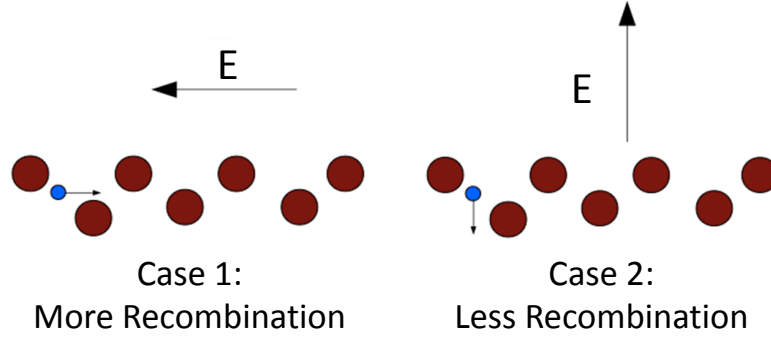 E
E
Case 1:
More Recombination
Case 2:
Less Recombination